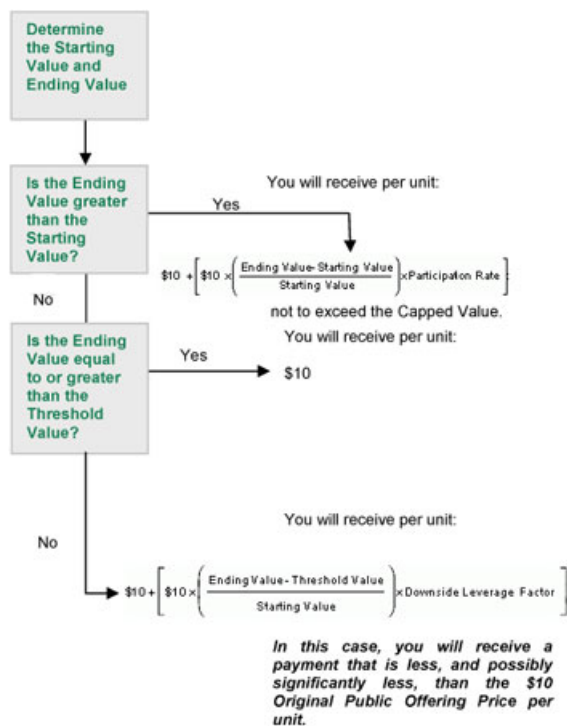 Determine
the Starting
Value and
Ending Value
Is the Ending
Value greater
than the
Starting
Value?
Yes
You will receive per unit:
$10 + [$10 × (Ending Value- Starting Value / Starting Value) × Participation Rate]
not to exceed the Capped Value.
No
Is the Ending
Value equal
to or greater
than the
Threshold
Value?
Yes
You will receive per unit:
$10
No
You will receive per unit:
$10 + [$10 × (Ending Value - Threshold Value / Starting Value) × Downside Leverage Factor]
In this case, you will receive a
payment that is less, and possibly
significantly less, than the $10
Original Public Offering Price per
unit.